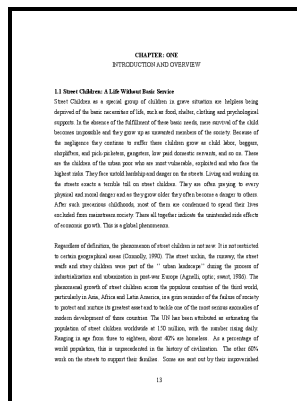 CHAPTER: ONE
INTRODUCTION AND OVERVIEW
1.1 Street Children: A Life Without Basic Service
Street Children as a special group of children in grave situation are helpless being
deprived of the basic necessities of life, such as food, shelter, clothing and psychological
supports. In the absence of the fulfillment of these basic needs, mere survival of the child
becomes impossible and they grow up as unwanted members of the society. Because of
the negligence they continue to suffer these children grow as child labor, beggars,
shoplifters, and pick-pocketers, gangsters, low paid domestic servants, and so on. These
are the children of the urban poor who are most vulnerable, exploited and who face the
highest risks. They face untold hardship and danger on the streets. Living and working on
the streets exacts a terrible toll on street children. They are often preying to every
physical and moral danger and as they grow older they often become a danger to others.
After such precarious childhoods, most of them are condemned to spend their lives
excluded from mainstream society. These all together indicate the unintended side effects
of economic growth. This is a global phenomenon.
Regardless of definition, the phenomenon of street children is not new. It is not restricted
to certain geographical areas (Connolly, 1990). The street urchin, the runaway, the street
waifs and stray children were part of the " urban landscape" during the process of
industrialization and urbanization in post-war Europe (Agnelli, optic, ewart, 1986). The
phenomenal growth of street children across the populous countries of the third world,
particularly in Asia, Africa and Latin America, is a grim reminder of the failure of society
to protect and nurture its greatest asset and to tackle one of the most serious anomalies of
modern development of those countries. The UN has been attributed as estimating the
population of street children worldwide at 150 million, with the number rising daily.
Ranging in age from three to eighteen, about 40% are homeless. As a percentage of
world population, this is unprecedented in the history of civilization. The other 60%
work on the streets to support their families. Some are sent out by their impoverished
13